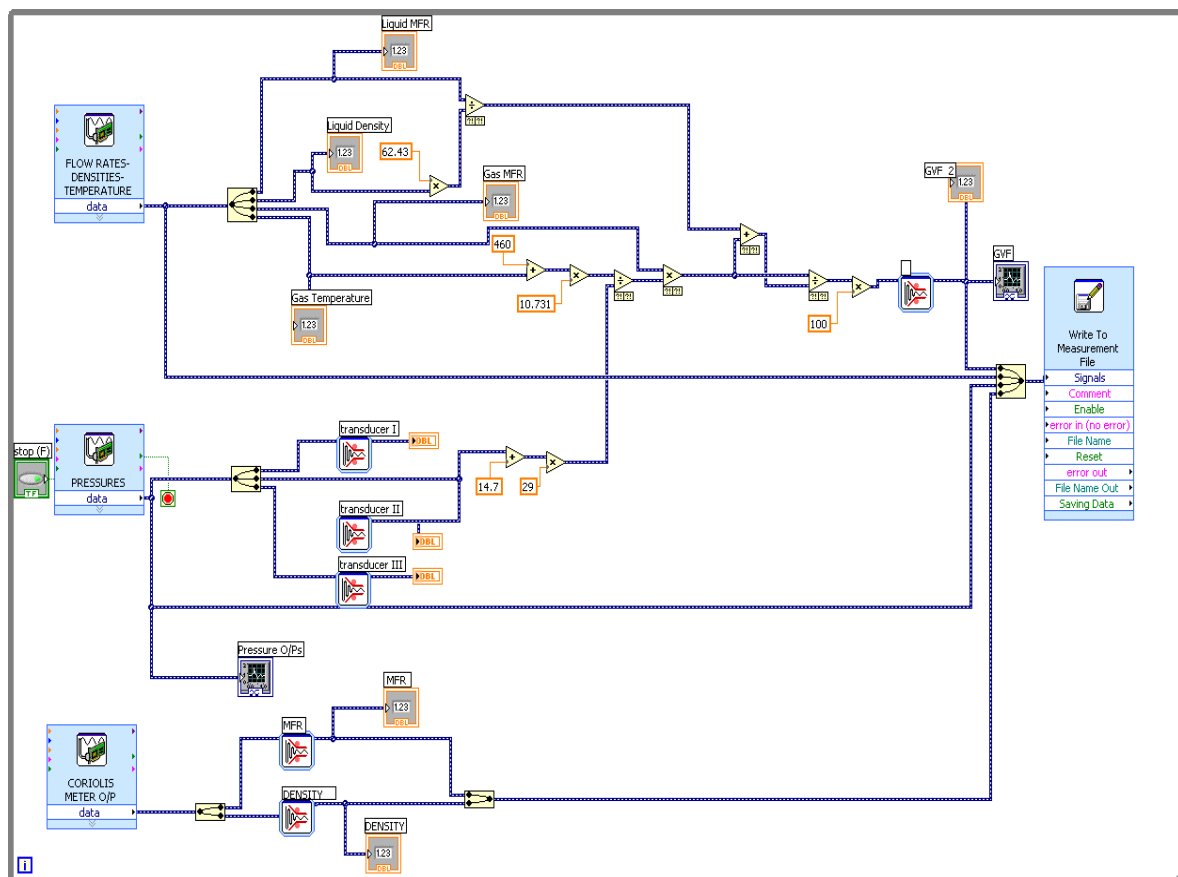 Liquid MFR
1.23
DBL
FLOW RATES-
DENSITIES-
TEMPERATURE
data
Liquid Density
1.23
DBL
62.43
Gas MFR
1.23
DBL
GVF 2
1.23
DBL
460
10.731
Gas Temperature
1.23
DBL
100
GVF
Write To
Measurement
File
Signals
Comment
Enable
error in (no error)
File Name
Reset
error out
File Name Out
Saving Data
stop (F)
TF
PRESSURES
data
transducer I
DBL
14.7
29
transducer II
DBL
transducer III
DBL
Pressure O/Ps
MFR
1.23
DBL
CORIOLIS
METER O/P
data
MFR
DENSITY
DENSITY
1.23
DBL
i